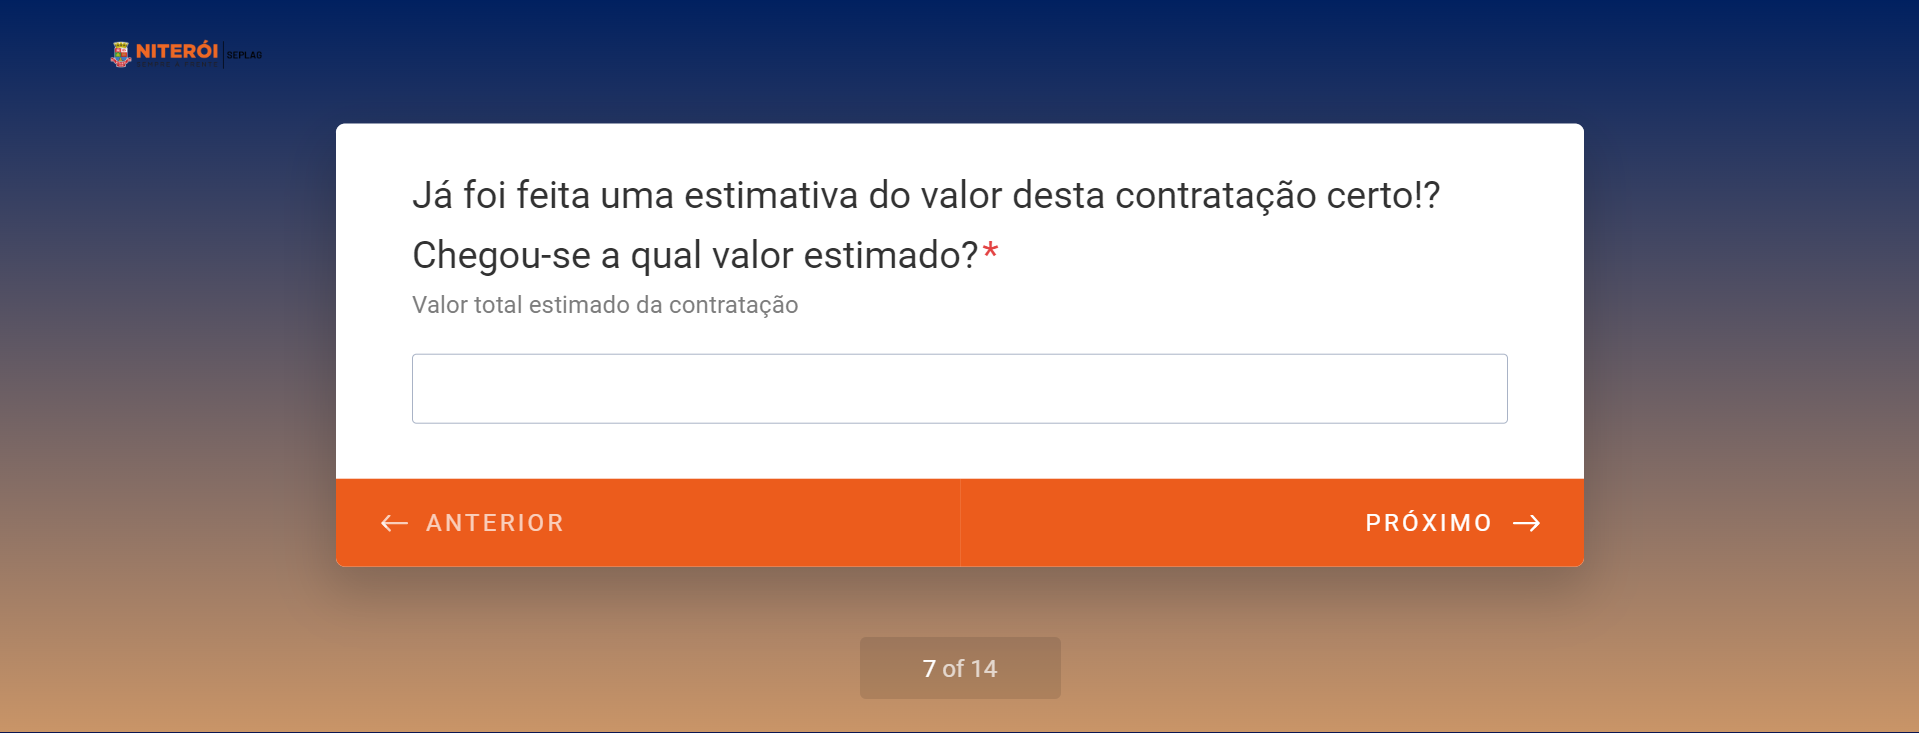 NITERÓI
SEPLAG
Já foi feita uma estimativa do valor desta contratação certo!?
Chegou-se a qual valor estimado?*
Valor total estimado da contratação
← ANTERIOR
PRÓXIMO →
7 of 14